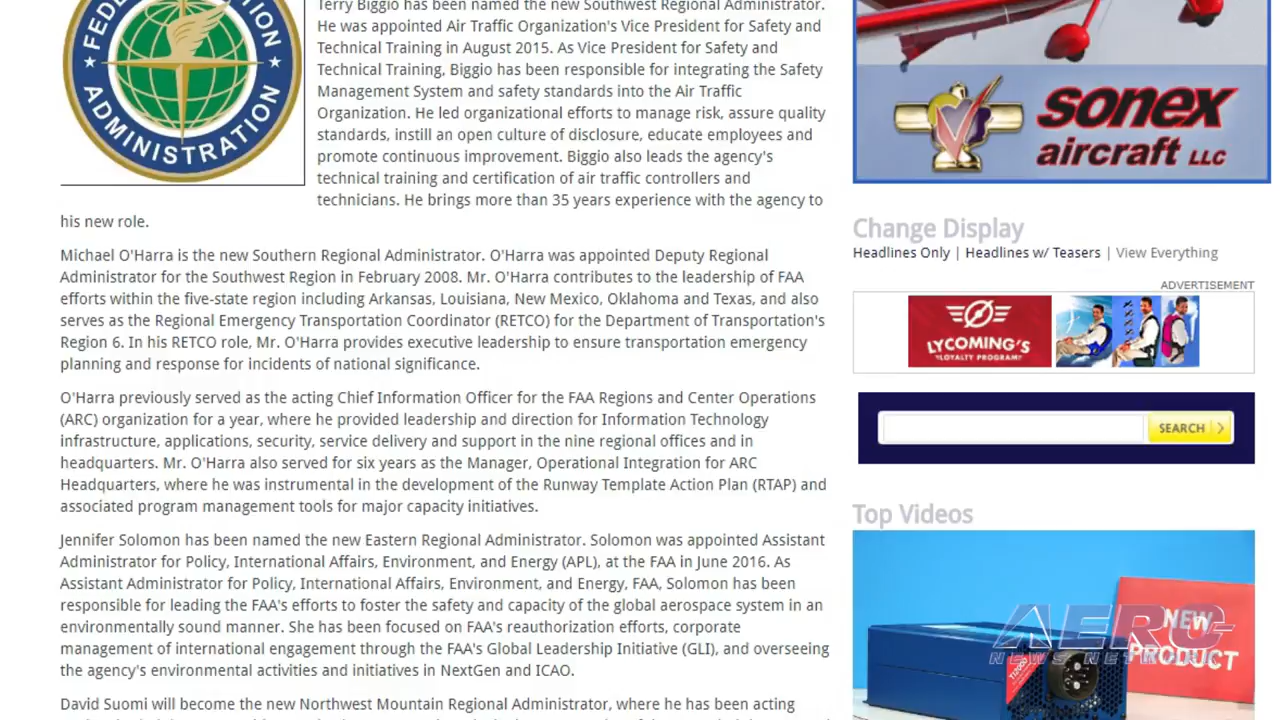 FEDERAL AVIATION
ADMINISTRATION
Terry Biggio has been named the new Southwest Regional Administrator.
He was appointed Air Traffic Organization's Vice President for Safety and
Technical Training in August 2015. As Vice President for Safety and
Technical Training, Biggio has been responsible for integrating the Safety
Management System and safety standards into the Air Traffic
Organization. He led organizational efforts to manage risk, assure quality
standards, instill an open culture of disclosure, educate employees and
promote continuous improvement. Biggio also leads the agency's
technical training and certification of air traffic controllers and
technicians. He brings more than 35 years experience with the agency to
his new role.
Michael O'Harra is the new Southern Regional Administrator. O'Harra was appointed Deputy Regional
Administrator for the Southwest Region in February 2008. Mr. O'Harra contributes to the leadership of FAA
efforts within the five-state region including Arkansas, Louisiana, New Mexico, Oklahoma and Texas, and also
serves as the Regional Emergency Transportation Coordinator (RETCO) for the Department of Transportation's
Region 6. In his RETCO role, Mr. O'Harra provides executive leadership to ensure transportation emergency
planning and response for incidents of national significance.
O'Harra previously served as the acting Chief Information Officer for the FAA Regions and Center Operations
(ARC) organization for a year, where he provided leadership and direction for Information Technology
infrastructure, applications, security, service delivery and support in the nine regional offices and in
headquarters. Mr. O'Harra also served for six years as the Manager, Operational Integration for ARC
Headquarters, where he was instrumental in the development of the Runway Template Action Plan (RTAP) and
associated program management tools for major capacity initiatives.
Jennifer Solomon has been named the new Eastern Regional Administrator. Solomon was appointed Assistant
Administrator for Policy, International Affairs, Environment, and Energy (APL), at the FAA in June 2016. As
Assistant Administrator for Policy, International Affairs, Environment, and Energy, FAA, Solomon has been
responsible for leading the FAA's efforts to foster the safety and capacity of the global aerospace system in an
environmentally sound manner. She has been focused on FAA's reauthorization efforts, corporate
management of international engagement through the FAA's Global Leadership Initiative (GLI), and overseeing
the agency's environmental activities and initiatives in NextGen and ICAO.
David Suomi will become the new Northwest Mountain Regional Administrator, where he has been acting
sonex
aircraft LLC
Change Display
Headlines Only | Headlines w/ Teasers | View Everything
ADVERTISEMENT
LYCOMING'S
LOYALTY PROGRAM
SEARCH
Top Videos
NEW
PRODUCT
AERO
NEWS NETWORK